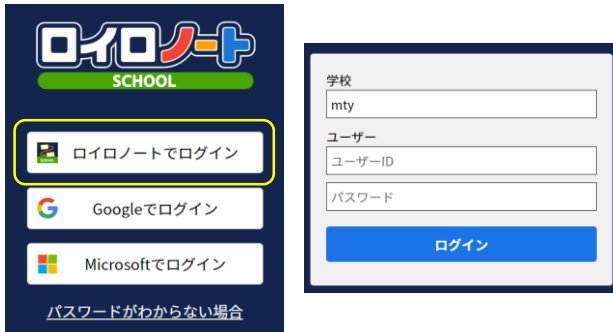 ロイロノート
SCHOOL
ロイロノートでログイン
Googleでログイン
Microsoftでログイン
パスワードがわからない場合
学校
mty
ユーザー
ユーザーID
パスワード
ログイン